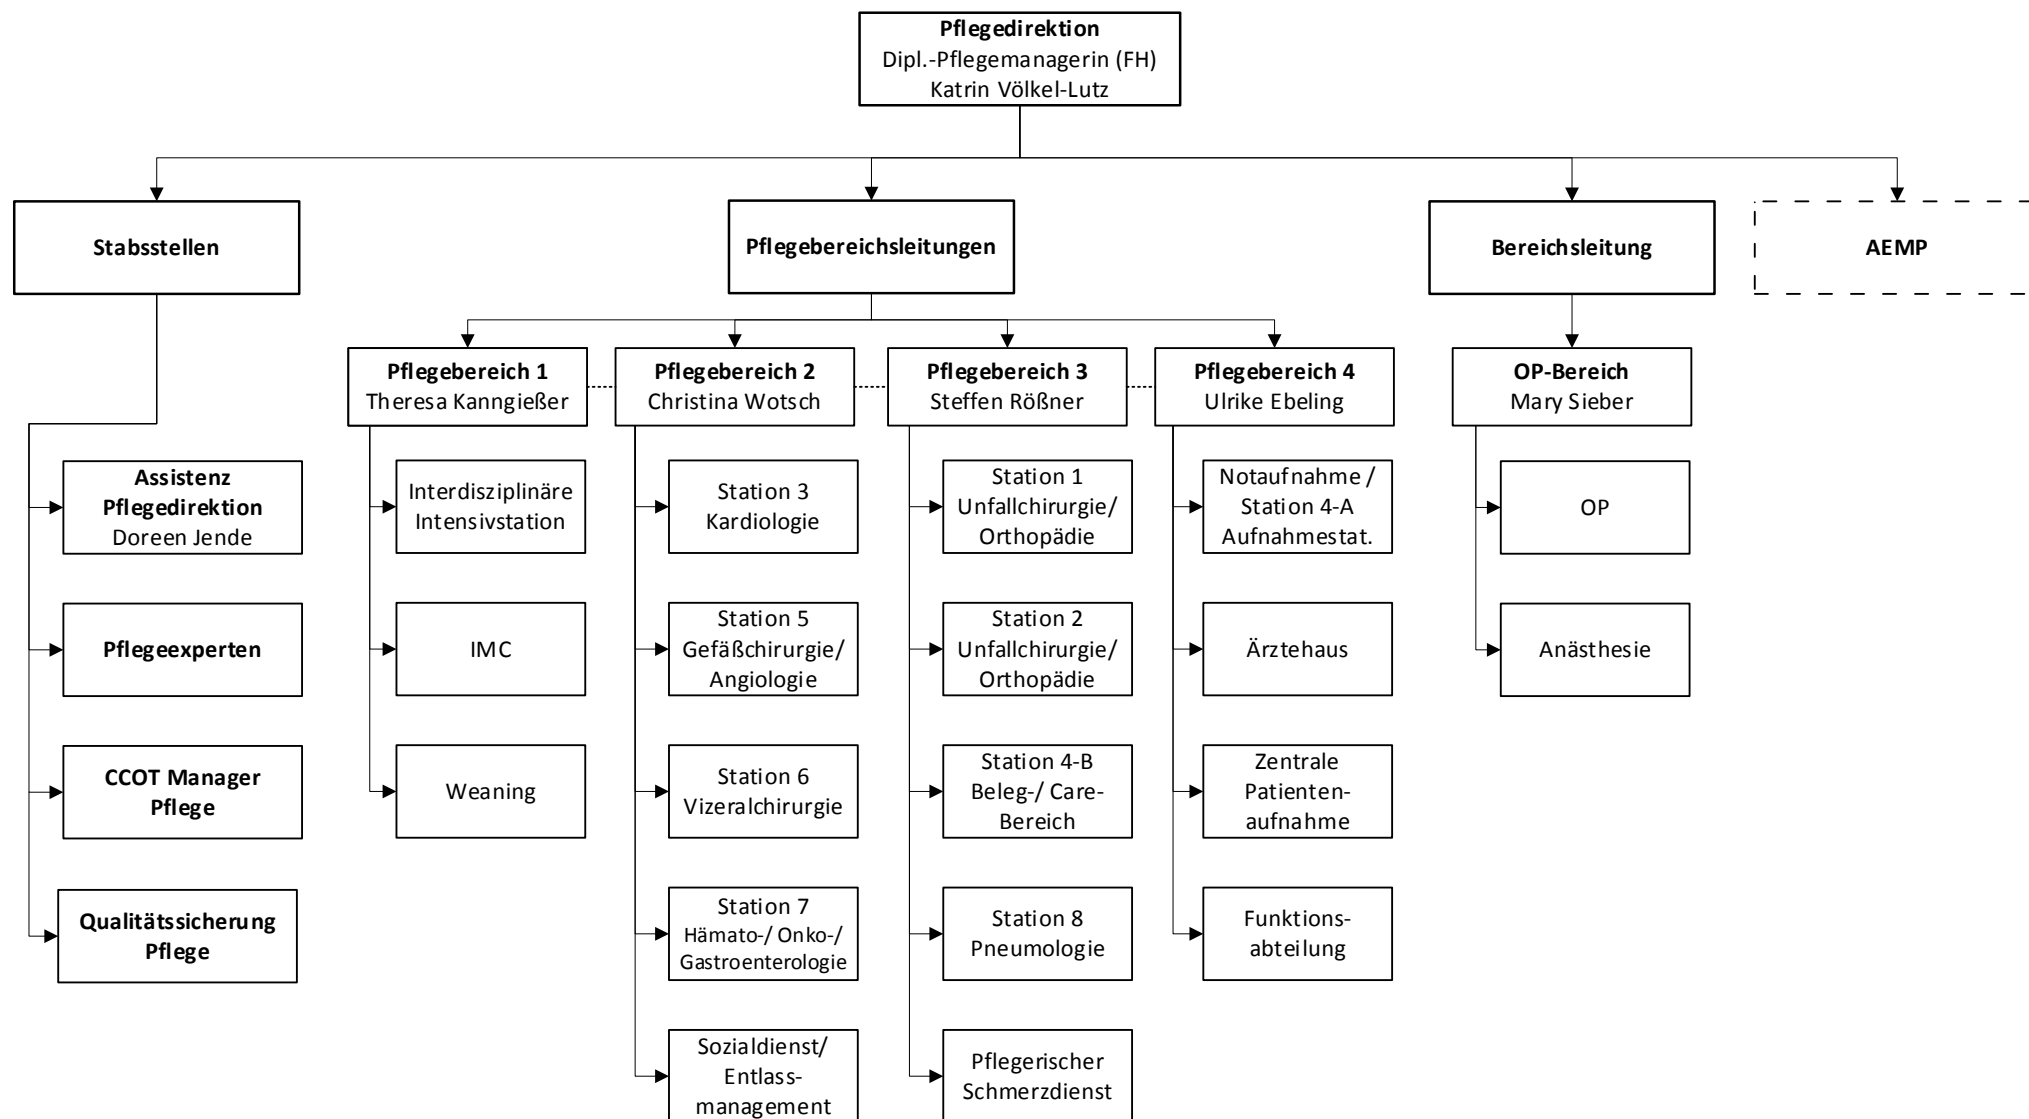 Pflegedirektion
Dipl.-Pflegemanagerin (FH)
Katrin Völkel-Lutz
Stabsstellen
Pflegebereichsleitungen
Bereichsleitung
AEMP
Pflegebereich 1
Theresa Kanngießer
Pflegebereich 2
Christina Wotsch
Pflegebereich 3
Steffen Rößner
Pflegebereich 4
Ulrike Ebeling
OP-Bereich
Mary Sieber
Assistenz
Pflegedirektion
Doreen Jende
Interdisziplinäre
Intensivstation
Station 3
Kardiologie
Station 1
Unfallchirurgie/
Orthopädie
Notaufnahme /
Station 4-A
Aufnahmestat.
OP
Pflegeexperten
IMC
Station 5
Gefäßchirurgie/
Angiologie
Station 2
Unfallchirurgie/
Orthopädie
Ärztehaus
Anästhesie
CCOT Manager
Pflege
Weaning
Station 6
Vizeralchirurgie
Station 4-B
Beleg-/ Care-
Bereich
Zentrale
Patienten-
aufnahme
Qualitätssicherung
Pflege
Station 7
Hämato-/ Onko-/
Gastroenterologie
Station 8
Pneumologie
Funktions-
abteilung
Sozialdienst/
Entlass-
management
Pflegerischer
Schmerzdienst